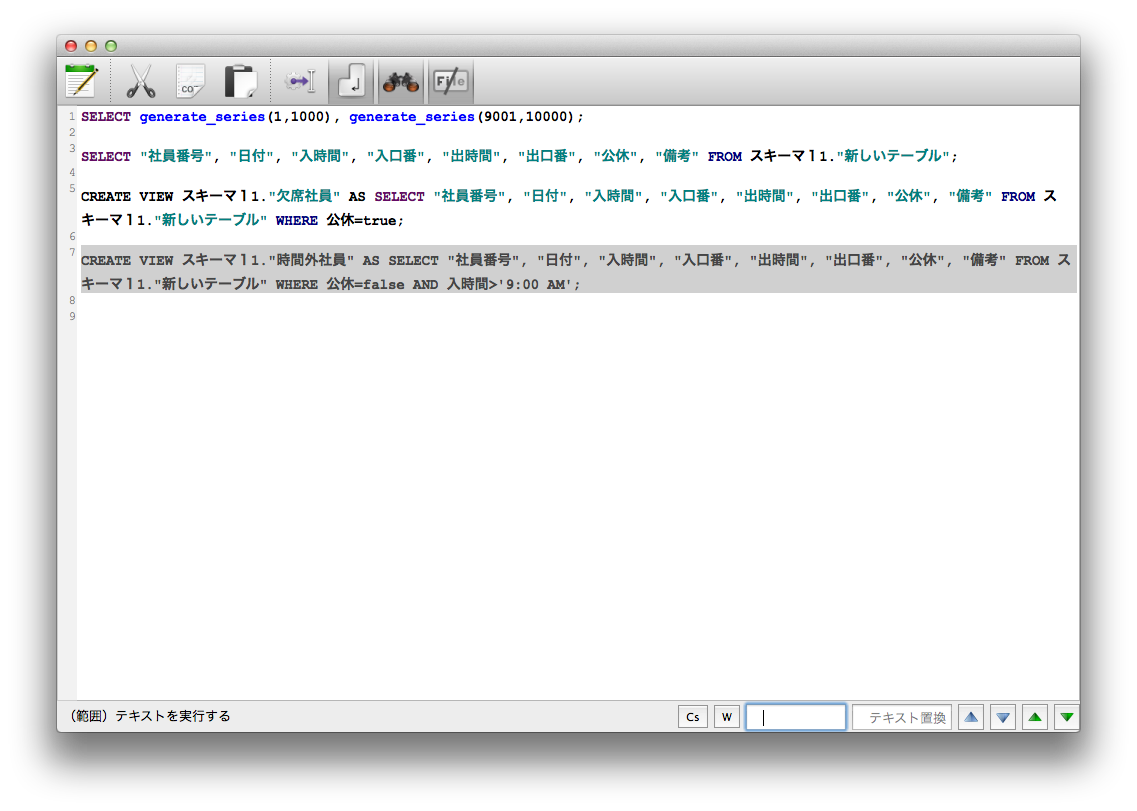 co
File
1 SELECT generate_series(1,1000), generate_series(9001,10000);
2
3 SELECT "社員番号", "日付", "入時間", "入口番", "出時間", "出口番", "公休", "備考" FROM スキーマ11."新しいテーブル";
4
5 CREATE VIEW スキーマ11."欠席社員" AS SELECT "社員番号", "日付", "入時間", "入口番", "出時間", "出口番", "公休", "備考" FROM ス
キーマ11."新しいテーブル" WHERE 公休=true;
6
7 CREATE VIEW スキーマ11."時間外社員" AS SELECT "社員番号", "日付", "入時間", "入口番", "出時間", "出口番", "公休", "備考" FROM ス
キーマ11."新しいテーブル" WHERE 公休=false AND 入時間>'9:00 AM';
8
9
（範囲）テキストを実行する Cs W テキスト置換